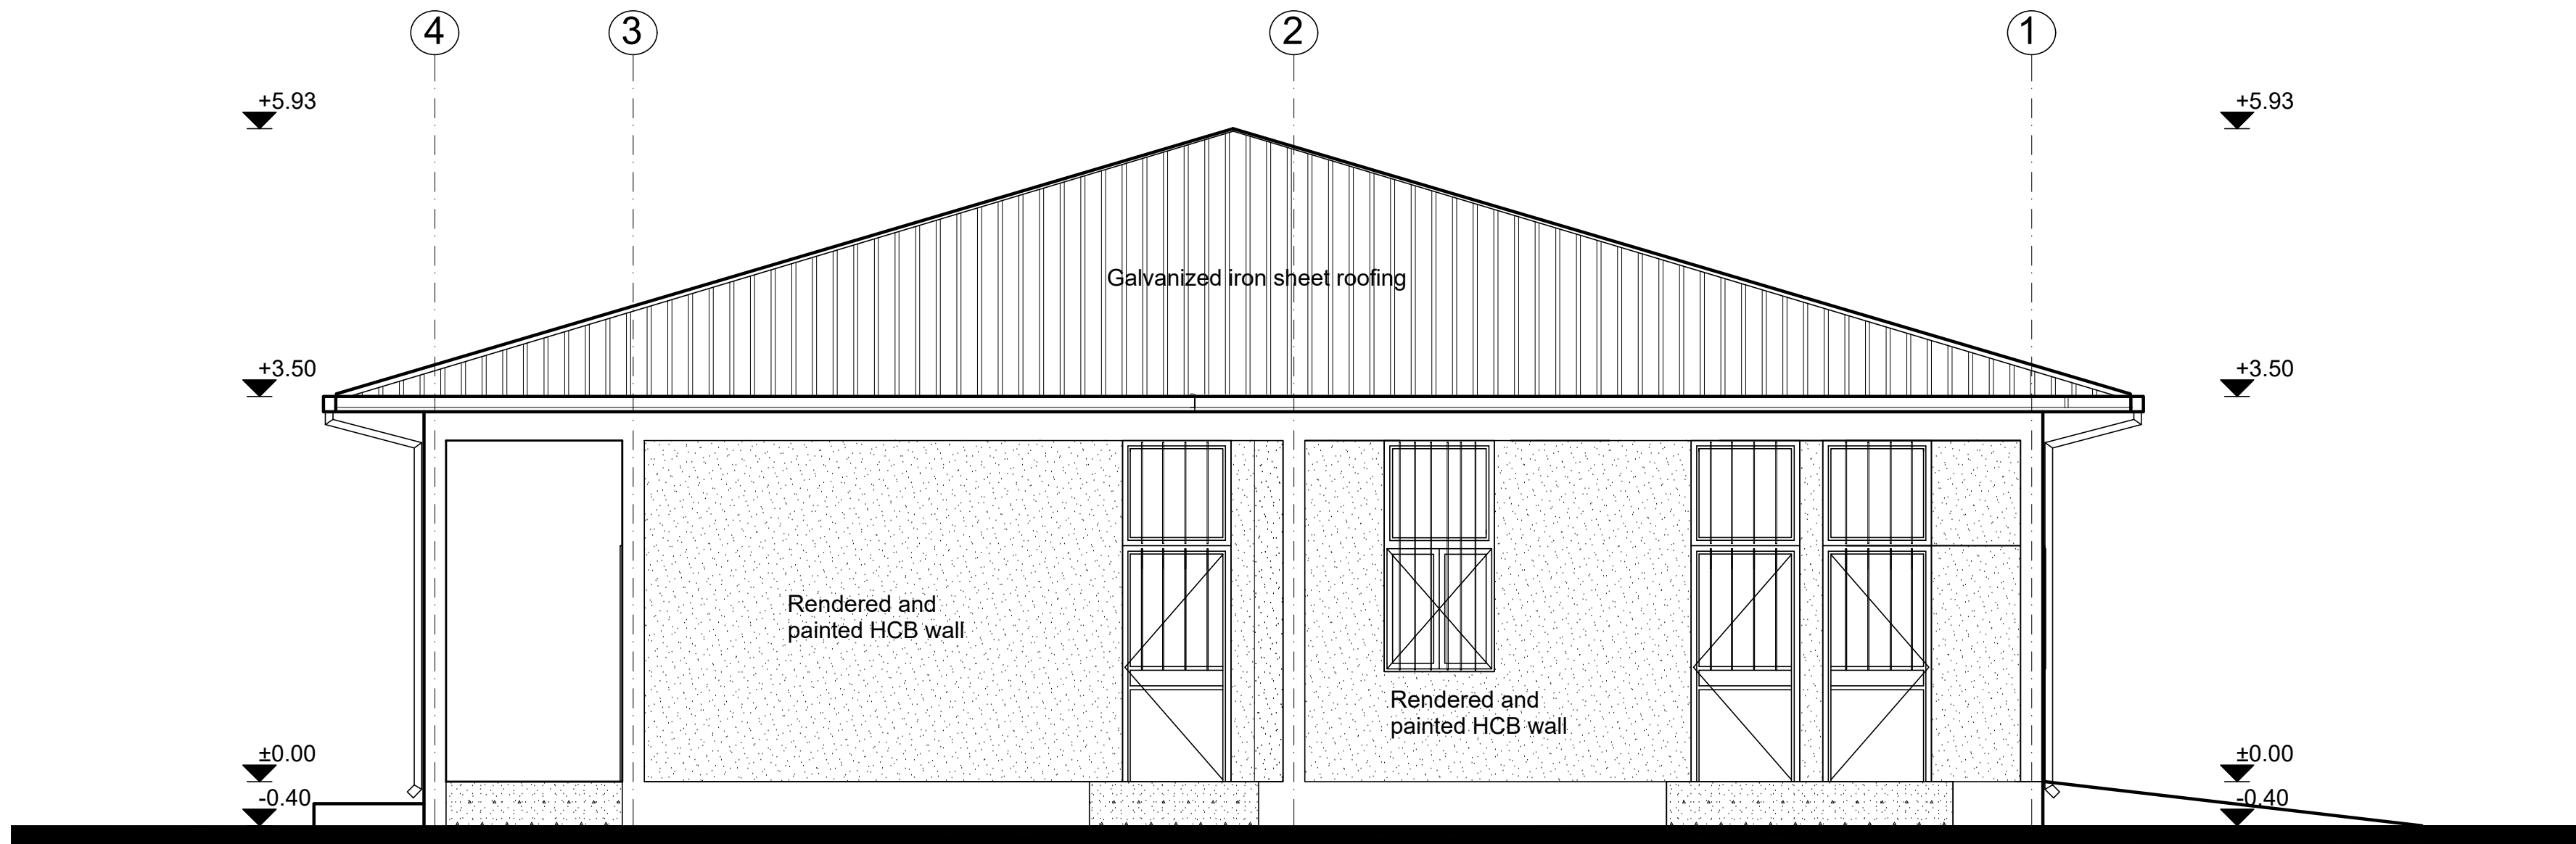 4 3 2 1
+5.93 +5.93
Galvanized iron sheet roofing
+3.50 +3.50
Rendered and
painted HCB wall
Rendered and
painted HCB wall
±0.00 ±0.00
-0.40 -0.40